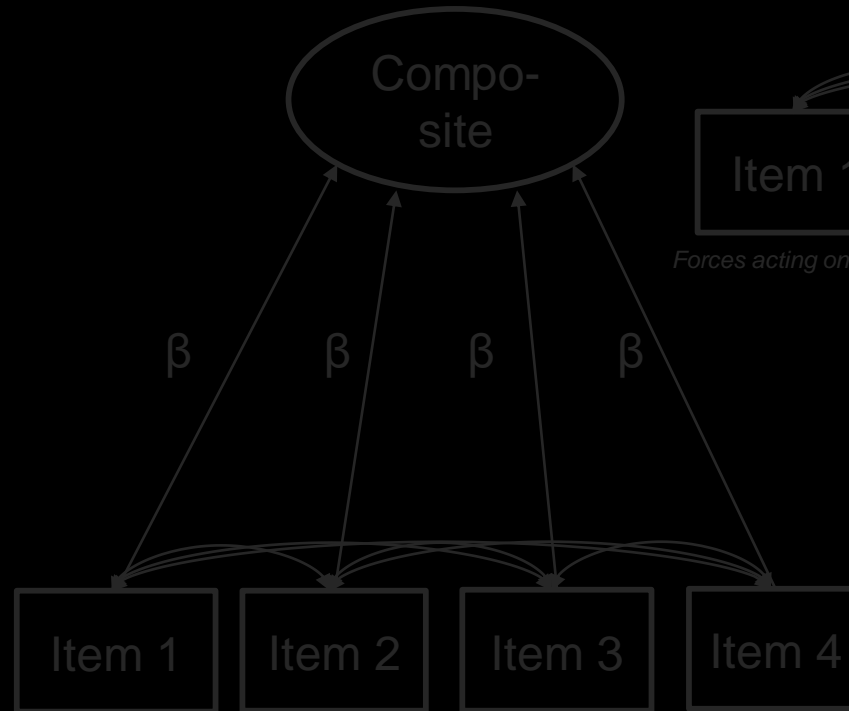 Compo-
site
Item 1
Forces acting on
β β β β
Item 1 Item 2 Item 3 Item 4